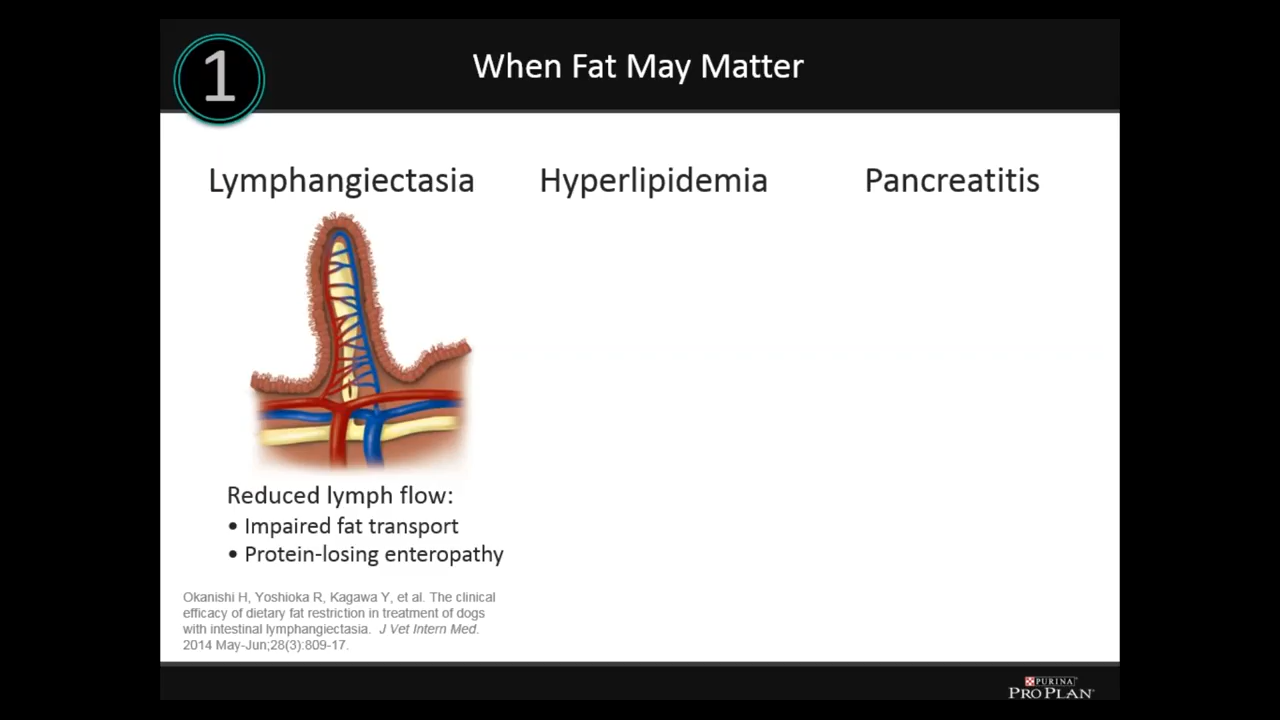 1
When Fat May Matter
Lymphangiectasia
Hyperlipidemia
Pancreatitis
Reduced lymph flow:
• Impaired fat transport
• Protein-losing enteropathy
Okanishi H, Yoshioka R, Kagawa Y, et al. The clinical
efficacy of dietary fat restriction in treatment of dogs
with intestinal lymphangiectasia. J Vet Intern Med.
2014 May-Jun;28(3):809-17.
PURINA
PRO PLAN